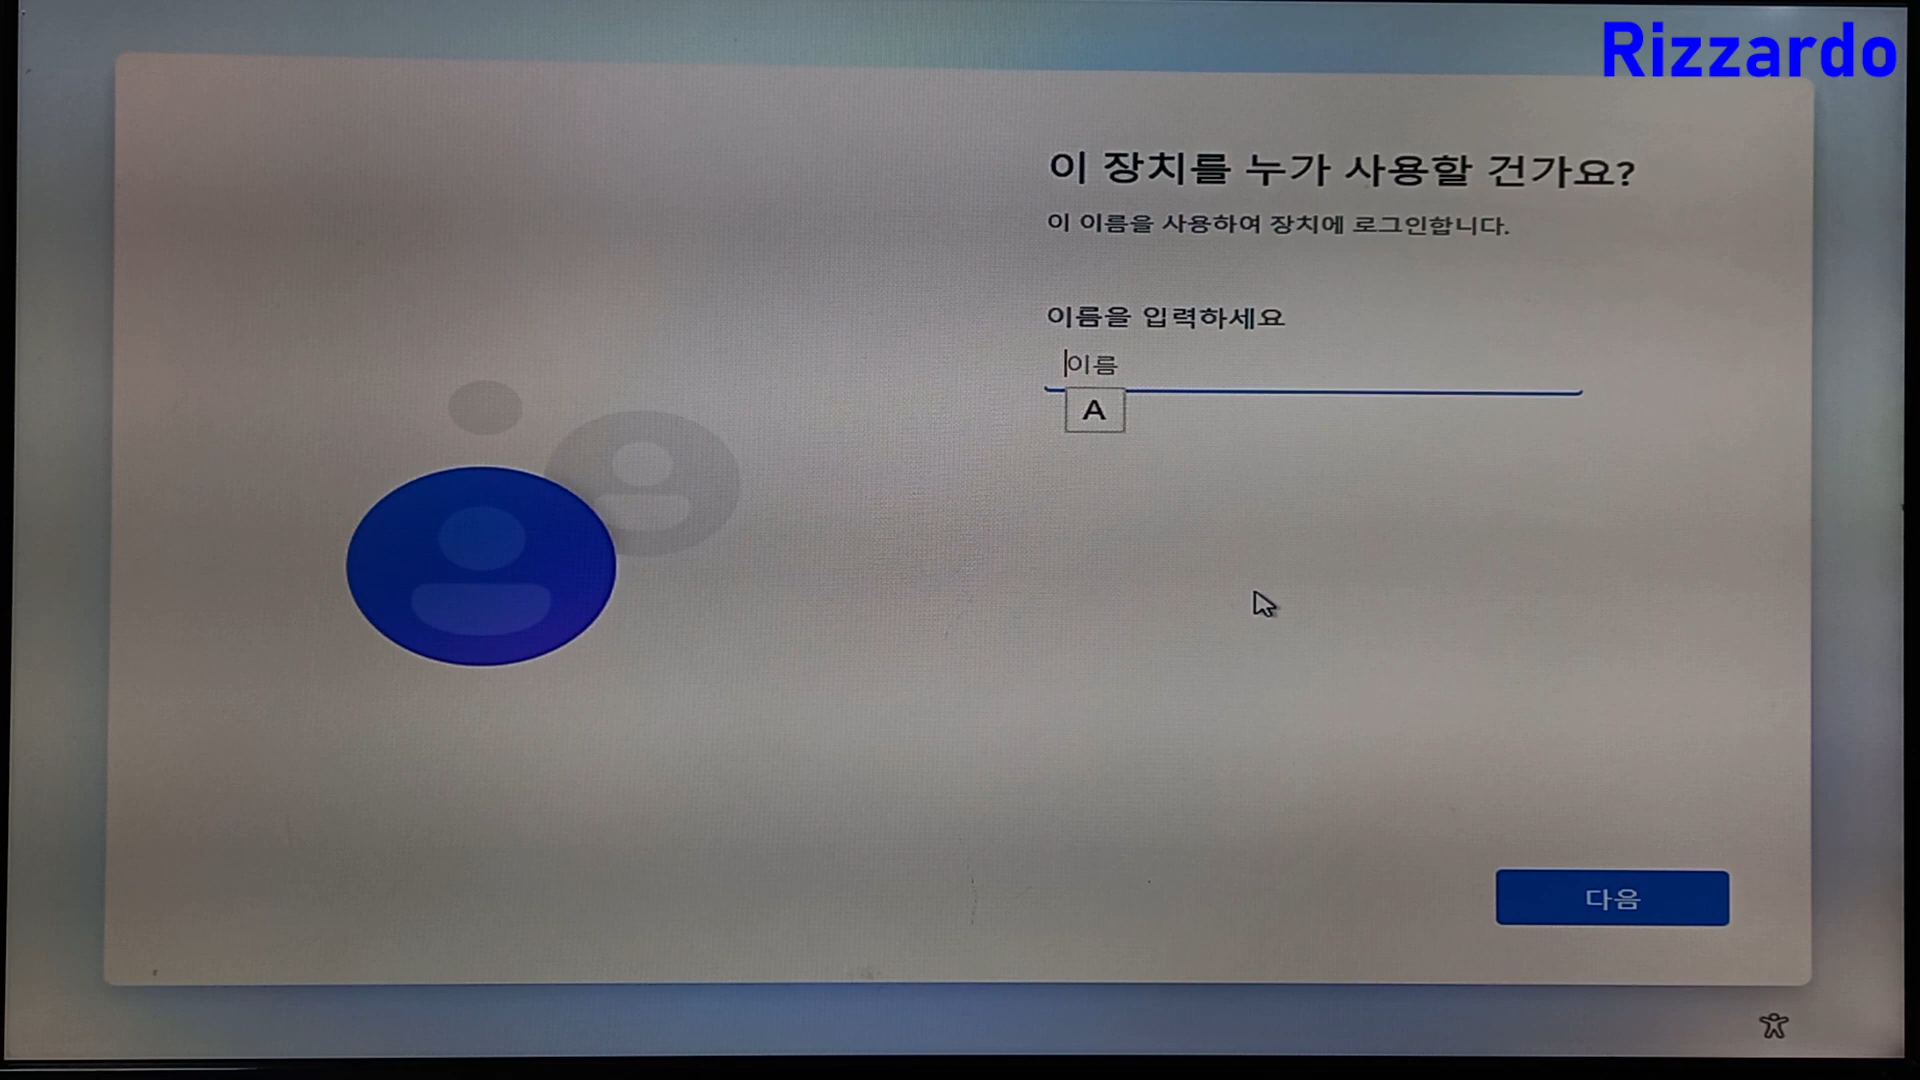 Rizzardo
이 장치를 누가 사용할 건가요?
이 이름을 사용하여 장치에 로그인합니다.
이름을 입력하세요
이름
A
다음